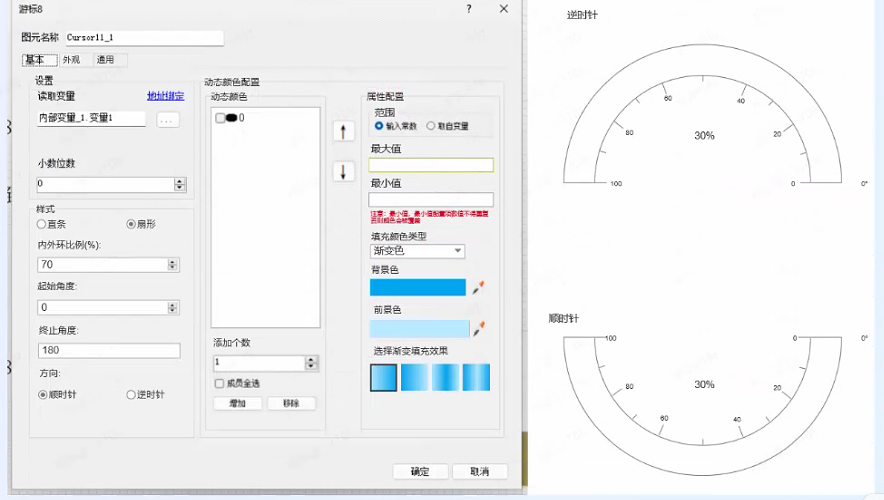 游标8
?
图元名称 Cursor11_1
基本 外观 通用
设置
读取变量 地址绑定
内部变量_1.变量1 ...
小数位数
0
样式
直条 扇形
内外环比例(%):
70
起始角度:
0
终止角度:
180
方向:
顺时针 逆时针
动态颜色配置
动态颜色
0
添加个数
1
成员全选
增加 移除
属性配置
范围
输入常数 取自变量
最大值
最小值
注意：最小值、最小值配置函数值不得重复
否则颜色会被覆盖
填充颜色类型
渐变色
背景色
前景色
选择渐变填充效果
确定 取消
逆时针
60 40
80 30% 20
100 0 0°
顺时针
100 0 0°
80 30% 20
60 40